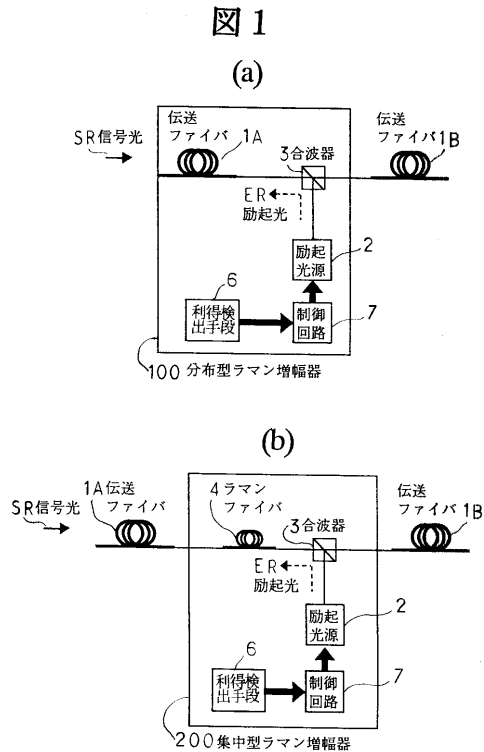 図1
(a)
伝送
ファイバ
1A
SR信号光
伝送
ファイバ
1B
3合波器
ER
励起光
2
励起
光源
6
利得検
出手段
制御
回路
7
100分布型ラマン増幅器
(b)
1A伝送
ファイバ
4ラマン
ファイバ
伝送
ファイバ
1B
SR信号光
3合波器
ER
励起光
2
励起
光源
6
利得検
出手段
制御
回路
7
200集中型ラマン増幅器